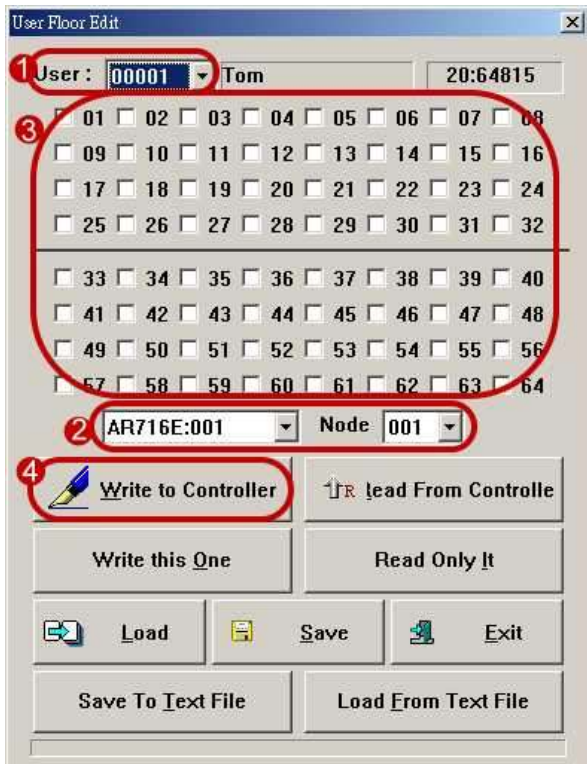 User Floor Edit
1 User : 00001 Tom 20:64815
3
01 02 03 04 05 06 07 08
09 10 11 12 13 14 15 16
17 18 19 20 21 22 23 24
25 26 27 28 29 30 31 32
33 34 35 36 37 38 39 40
41 42 43 44 45 46 47 48
49 50 51 52 53 54 55 56
57 58 59 60 61 62 63 64
2 AR716E:001 Node 001
4 Write to Controller R lead From Controlle
Write this One Read Only It
Load Save Exit
Save To Text File Load From Text File